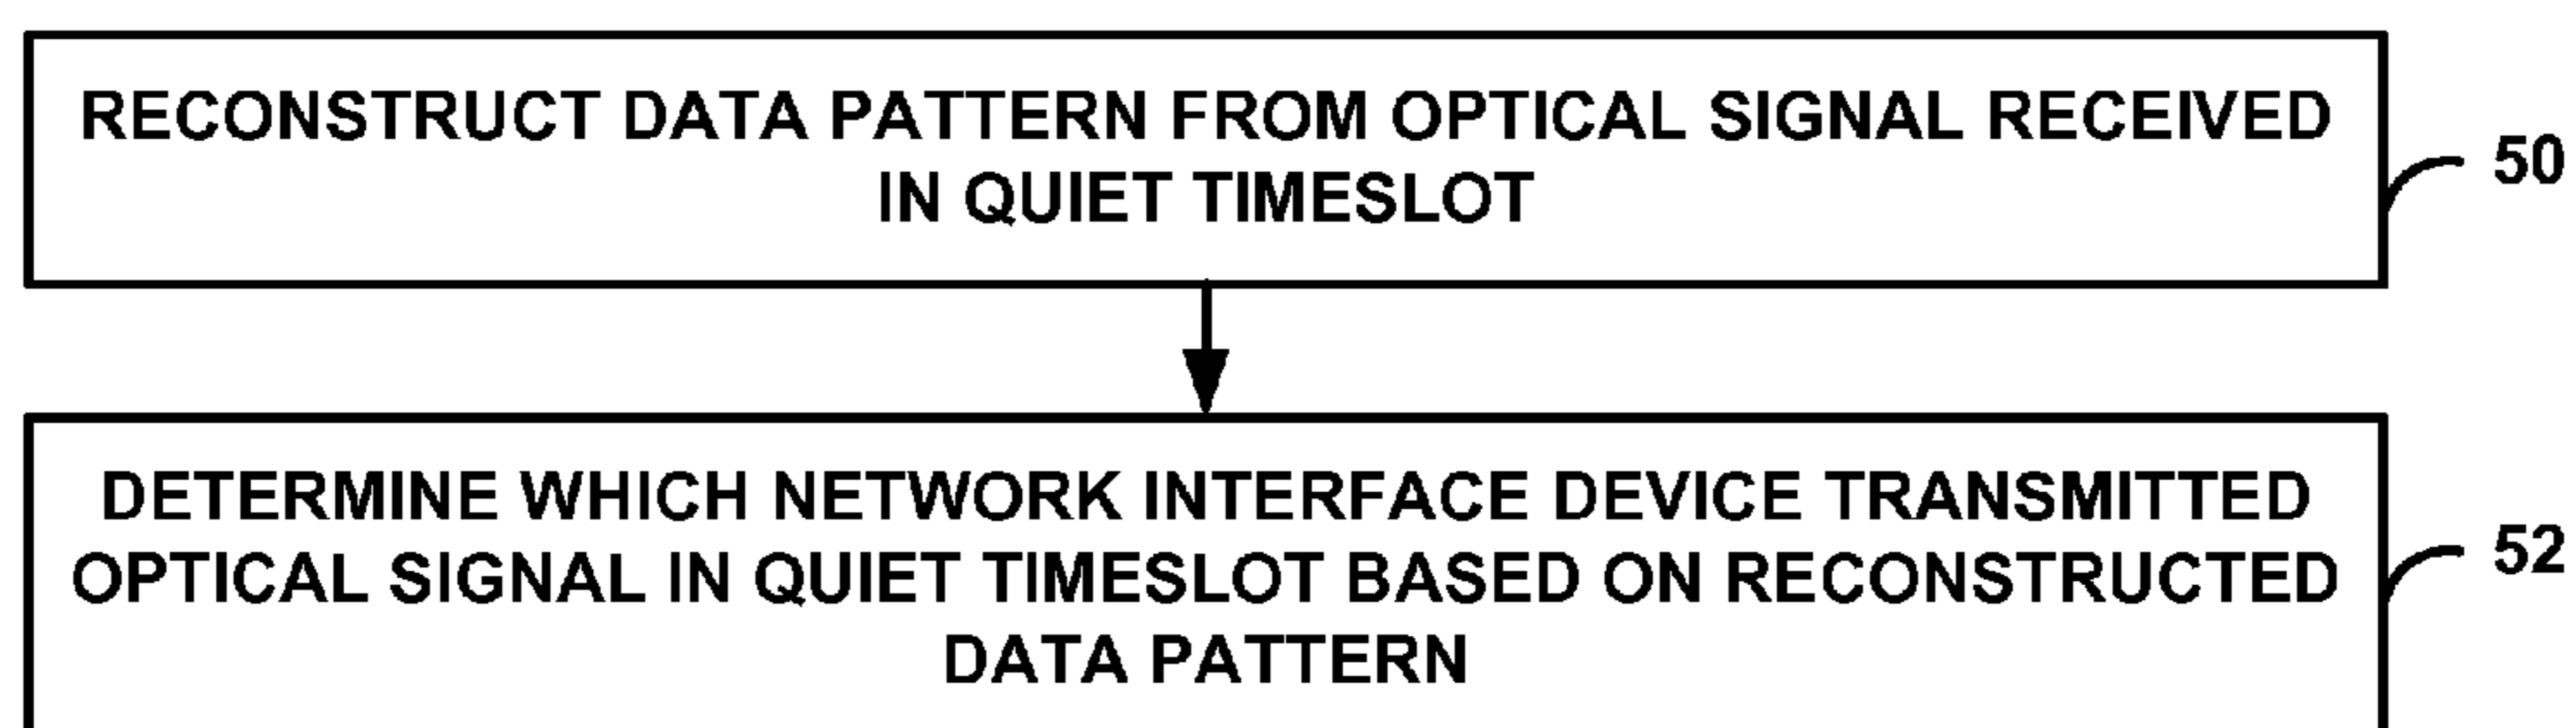 RECONSTRUCT DATA PATTERN FROM OPTICAL SIGNAL RECEIVED
IN QUIET TIMESLOT
50
DETERMINE WHICH NETWORK INTERFACE DEVICE TRANSMITTED
OPTICAL SIGNAL IN QUIET TIMESLOT BASED ON RECONSTRUCTED
DATA PATTERN
52